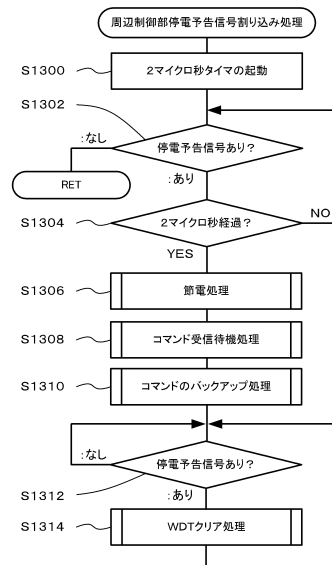 周辺制御部停電予告信号割り込み処理
S1300
2マイクロ秒タイマの起動
S1302
:なし
停電予告信号あり?
RET
:あり
S1304
2マイクロ秒経過?
NO
YES
S1306
節電処理
S1308
コマンド受信待機処理
S1310
コマンドのバックアップ処理
:なし
停電予告信号あり?
S1312
:あり
S1314
WDTクリア処理